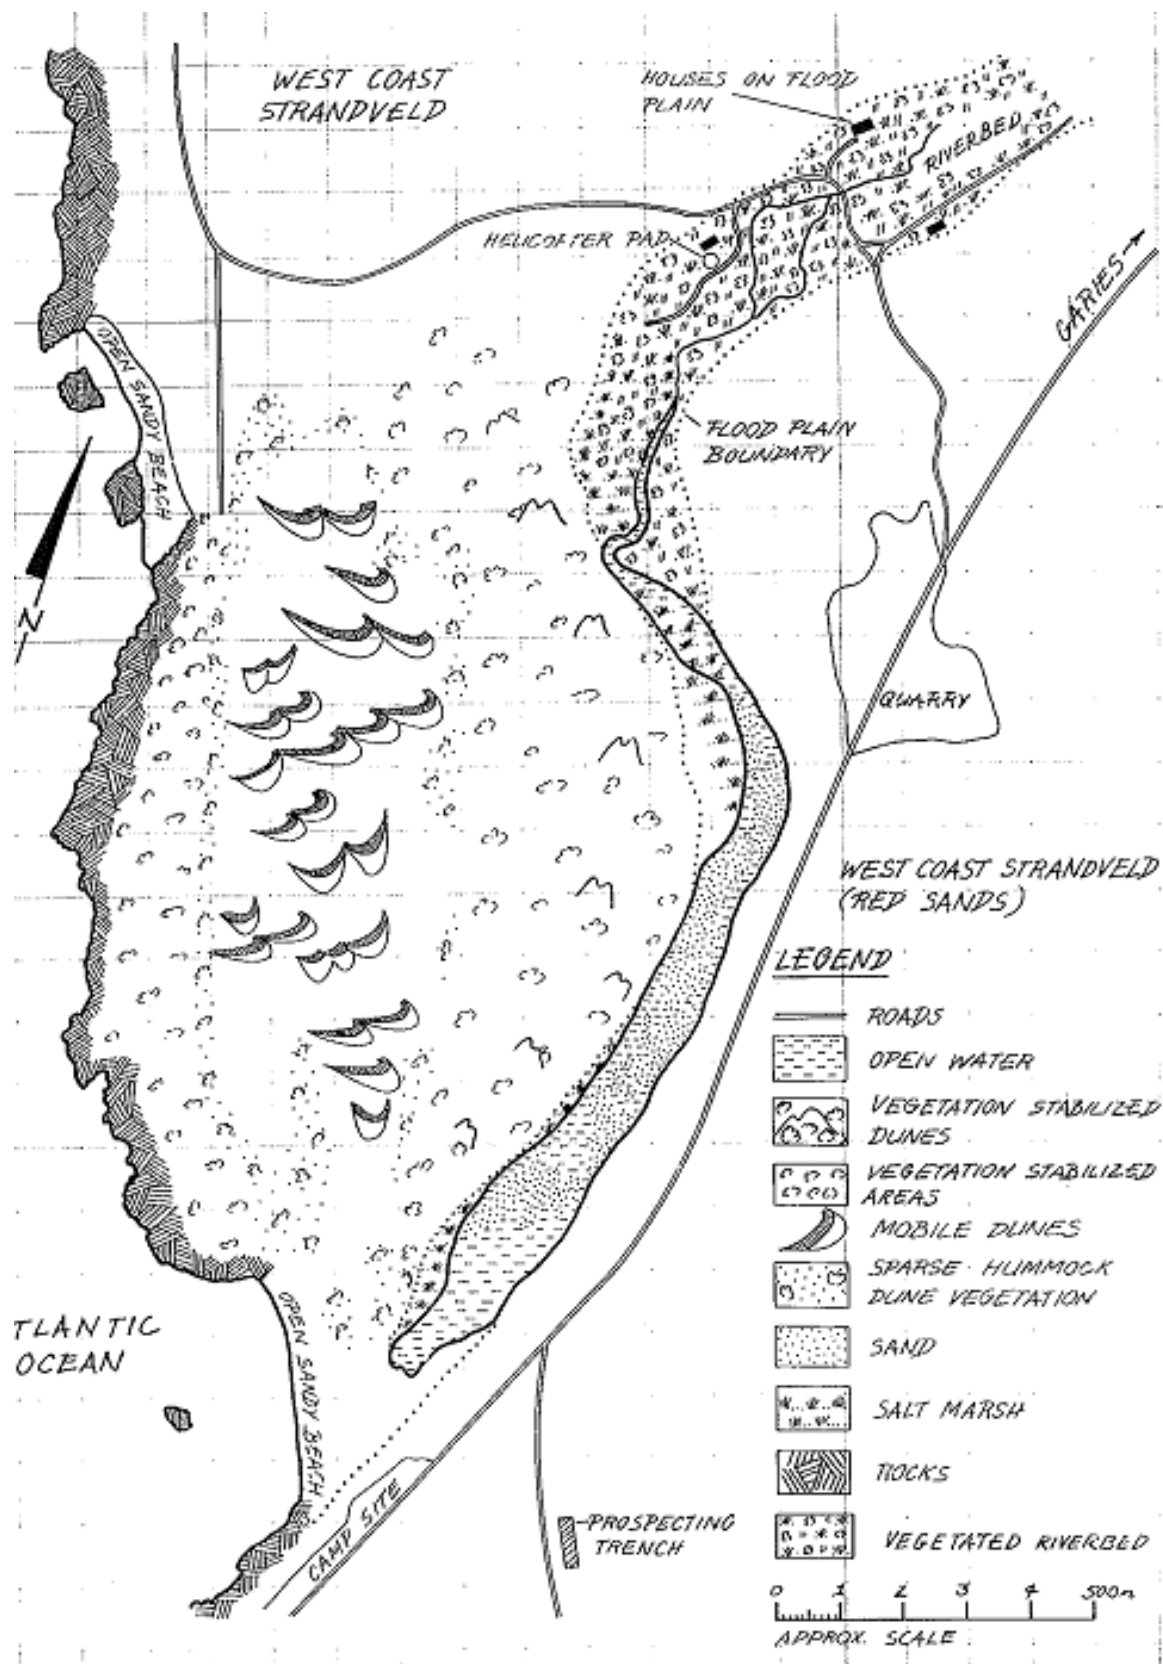 WEST COAST
STRANDVELD
HOUSES ON FLOOD
PLAIN
RIVERBED
HELICOPTER PAD
GARIES
OPEN SANDY BEACH
FLOOD PLAIN
BOUNDARY
N
QUARRY
WEST COAST STRANDVELD
(RED SANDS)
LEGEND
ROADS
OPEN WATER
VEGETATION STABILIZED
DUNES
VEGETATION STABILIZED
AREAS
MOBILE DUNES
SPARSE HUMMOCK
DUNE VEGETATION
SAND
SALT MARSH
ROCKS
VEGETATED RIVERBED
0 1 2 3 4 500m
APPROX. SCALE
TLANTIC
OCEAN
OPEN SANDY BEACH
CAMP SITE
PROSPECTING
TRENCH